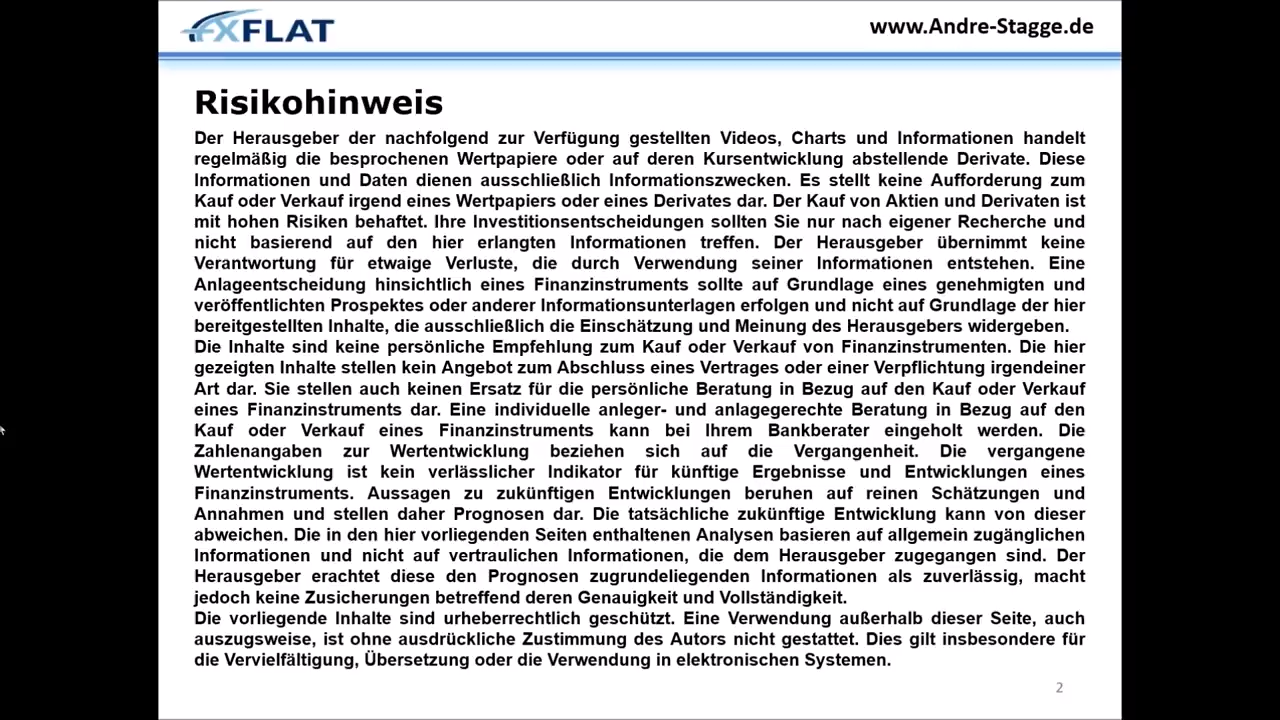 FXFLAT
www.Andre-Stagge.de
Risikohinweis
Der Herausgeber der nachfolgend zur Verfügung gestellten Videos, Charts und Informationen handelt
regelmäßig die besprochenen Wertpapiere oder auf deren Kursentwicklung abstellende Derivate. Diese
Informationen und Daten dienen ausschließlich Informationszwecken. Es stellt keine Aufforderung zum
Kauf oder Verkauf irgend eines Wertpapiers oder eines Derivates dar. Der Kauf von Aktien und Derivaten ist
mit hohen Risiken behaftet. Ihre Investitionsentscheidungen sollten Sie nur nach eigener Recherche und
nicht basierend auf den hier erlangten Informationen treffen. Der Herausgeber übernimmt keine
Verantwortung für etwaige Verluste, die durch Verwendung seiner Informationen entstehen. Eine
Anlageentscheidung hinsichtlich eines Finanzinstruments sollte auf Grundlage eines genehmigten und
veröffentlichten Prospektes oder anderer Informationsunterlagen erfolgen und nicht auf Grundlage der hier
bereitgestellten Inhalte, die ausschließlich die Einschätzung und Meinung des Herausgebers widergeben.
Die Inhalte sind keine persönliche Empfehlung zum Kauf oder Verkauf von Finanzinstrumenten. Die hier
gezeigten Inhalte stellen kein Angebot zum Abschluss eines Vertrages oder einer Verpflichtung irgendeiner
Art dar. Sie stellen auch keinen Ersatz für die persönliche Beratung in Bezug auf den Kauf oder Verkauf
eines Finanzinstruments dar. Eine individuelle anleger- und anlagegerechte Beratung in Bezug auf den
Kauf oder Verkauf eines Finanzinstruments kann bei Ihrem Bankberater eingeholt werden. Die
Zahlenangaben zur Wertentwicklung beziehen sich auf die Vergangenheit. Die vergangene
Wertentwicklung ist kein verlässlicher Indikator für künftige Ergebnisse und Entwicklungen eines
Finanzinstruments. Aussagen zu zukünftigen Entwicklungen beruhen auf reinen Schätzungen und
Annahmen und stellen daher Prognosen dar. Die tatsächliche zukünftige Entwicklung kann von dieser
abweichen. Die in den hier vorliegenden Seiten enthaltenen Analysen basieren auf allgemein zugänglichen
Informationen und nicht auf vertraulichen Informationen, die dem Herausgeber zugegangen sind. Der
Herausgeber erachtet diese den Prognosen zugrundeliegenden Informationen als zuverlässig, macht
jedoch keine Zusicherungen betreffend deren Genauigkeit und Vollständigkeit.
Die vorliegende Inhalte sind urheberrechtlich geschützt. Eine Verwendung außerhalb dieser Seite, auch
auszugsweise, ist ohne ausdrückliche Zustimmung des Autors nicht gestattet. Dies gilt insbesondere für
die Vervielfältigung, Übersetzung oder die Verwendung in elektronischen Systemen.
2